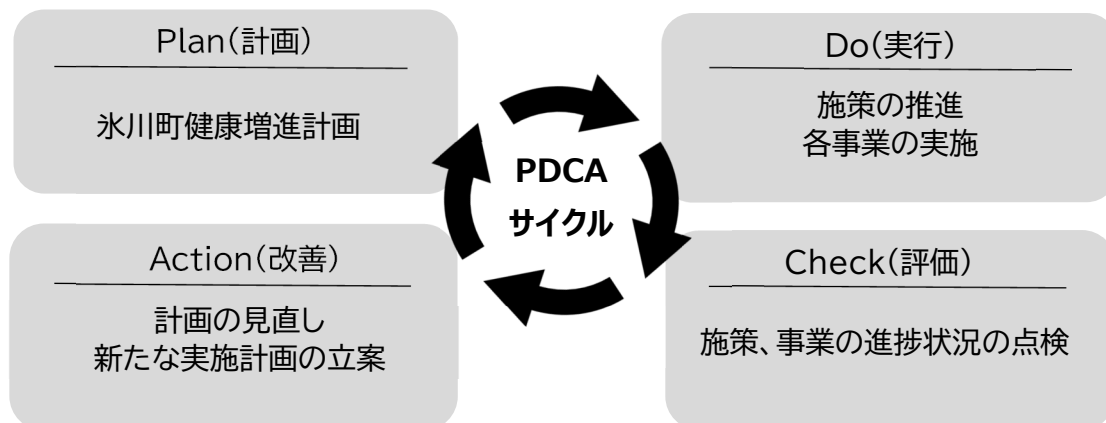 Plan(計画)
氷川町健康増進計画
Do(実行)
施策の推進
各事業の実施
PDCA
サイクル
Action(改善)
計画の見直し
新たな実施計画の立案
Check(評価)
施策、事業の進捗状況の点検